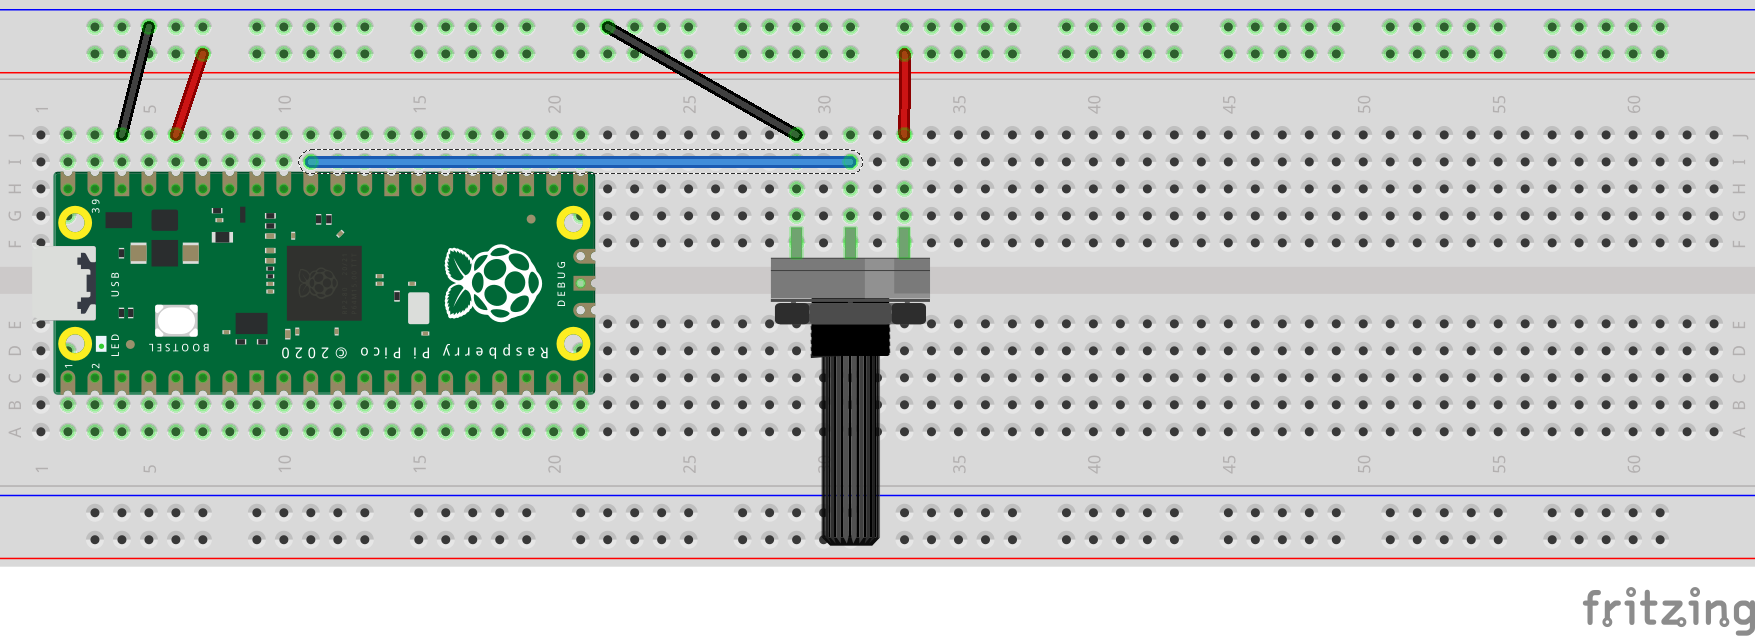 1 5 10 15 20 25 30 35 40 45 50 55 60
J J
I I
H H
G G
F F
39
USB
DEBUG
BOOTSEL
LED
1
2
Raspberry Pi Pico © 2020
E E
D D
C C
B B
A A
1 5 10 15 20 25 30 35 40 45 50 55 60
fritzing